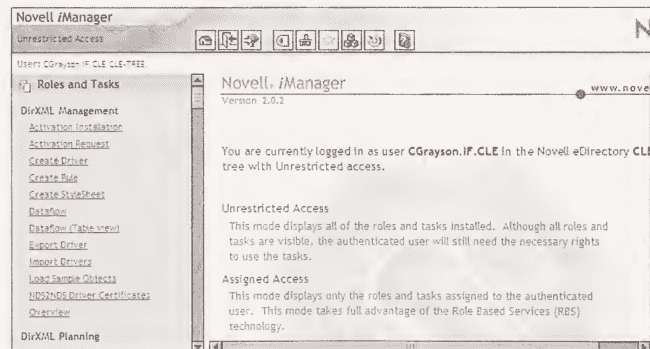 Novell iManager
Unrestricted Access
N
User: CGrayson.IF.CLE.CLE-TREE.
Roles and Tasks
DirXML Management
Activation Installation
Activation Request
Create Driver
Create Rule
Create StyleSheet
Dataflow
Dataflow (Table view)
Export Driver
Import Drivers
Load Sample Objects
NDS2NDS Driver Certificates
Overview
DirXML Planning
Novell. iManager
www.nove
Version 2.0.2
You are currently logged in as user CGrayson.IF.CLE in the Novell eDirectory CLE
tree with Unrestricted access.
Unrestricted Access
This mode displays all of the roles and tasks installed. Although all roles and
tasks are visible, the authenticated user will still need the necessary rights
to use the tasks.
Assigned Access
This mode displays only the roles and tasks assigned to the authenticated
user. This mode takes full advantage of the Role Based Services (RBS)
technology.